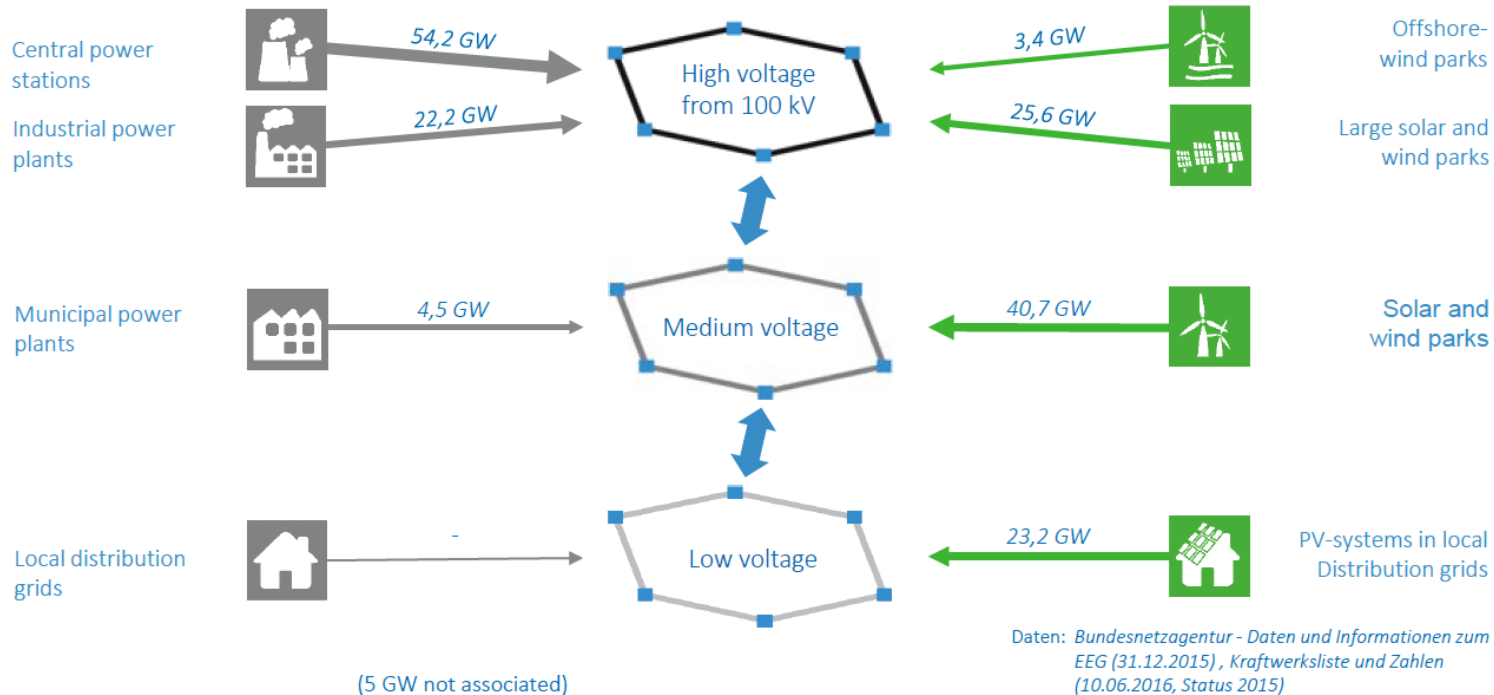 Central power
stations
54,2 GW
High voltage
from 100 kV
3,4 GW
Offshore-
wind parks
Industrial power
plants
22,2 GW
25,6 GW
Large solar and
wind parks
Municipal power
plants
4,5 GW
Medium voltage
40,7 GW
Solar and
wind parks
Local distribution
grids
-
Low voltage
23,2 GW
PV-systems in local
Distribution grids
(5 GW not associated)
Daten: Bundesnetzagentur - Daten und Informationen zum
EEG (31.12.2015) , Kraftwerksliste und Zahlen
(10.06.2016, Status 2015)